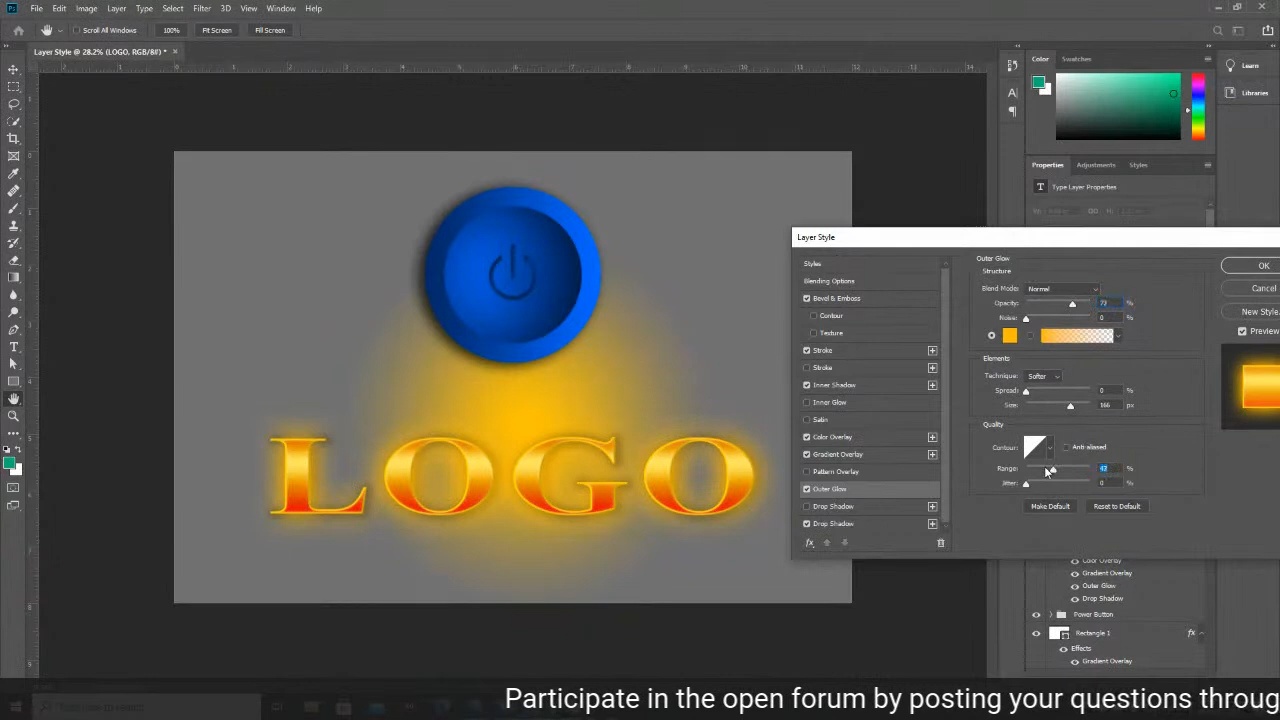 File Edit Image Layer Type Select Filter 3D View Window Help
Scroll All Windows 100% Fit Screen Fill Screen
Layer Style @ 28.2% (LOGO, RGB/8#) *
Color Swatches
Learn
Libraries
Properties Adjustments Styles
Type Layer Properties
LOGO
Layer Style
Styles
Blending Options
Bevel & Emboss
Contour
Texture
Stroke
Stroke
Inner Shadow
Inner Glow
Satin
Color Overlay
Gradient Overlay
Pattern Overlay
Outer Glow
Drop Shadow
Drop Shadow
Outer Glow
Structure
Blend Mode: Normal
Opacity: %
Noise: 0 %
Elements
Technique: Softer
Spread: 0 %
Size: 166 px
Quality
Contour: Anti-aliased
Range: %
Jitter: 0 %
Make Default Reset to Default
OK
Cancel
New Style
Preview
Color Overlay
Gradient Overlay
Outer Glow
Drop Shadow
Power Button
Rectangle 1 fx
Effects
Gradient Overlay
Participate in the open forum by posting your questions throug